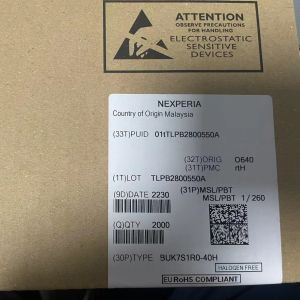 ATTENTION
OBSERVE PRECAUTIONS
FOR HANDLING
ELECTROSTATIC
SENSITIVE
DEVICES
NEXPERIA
Country of Origin Malaysia
(33T)PUID 01tTLPB2800550A
(32T)ORIG O640
(31T)PMC rtH
(1T)LOT TLPB2800550A
(31P)MSL/PBT
(9D)DATE 2230
MSL/PBT 1/260
(Q)QTY 2000
(30P)TYPE BUK7S1R0-40H
HALOGEN FREE
EU RoHS COMPLIANT